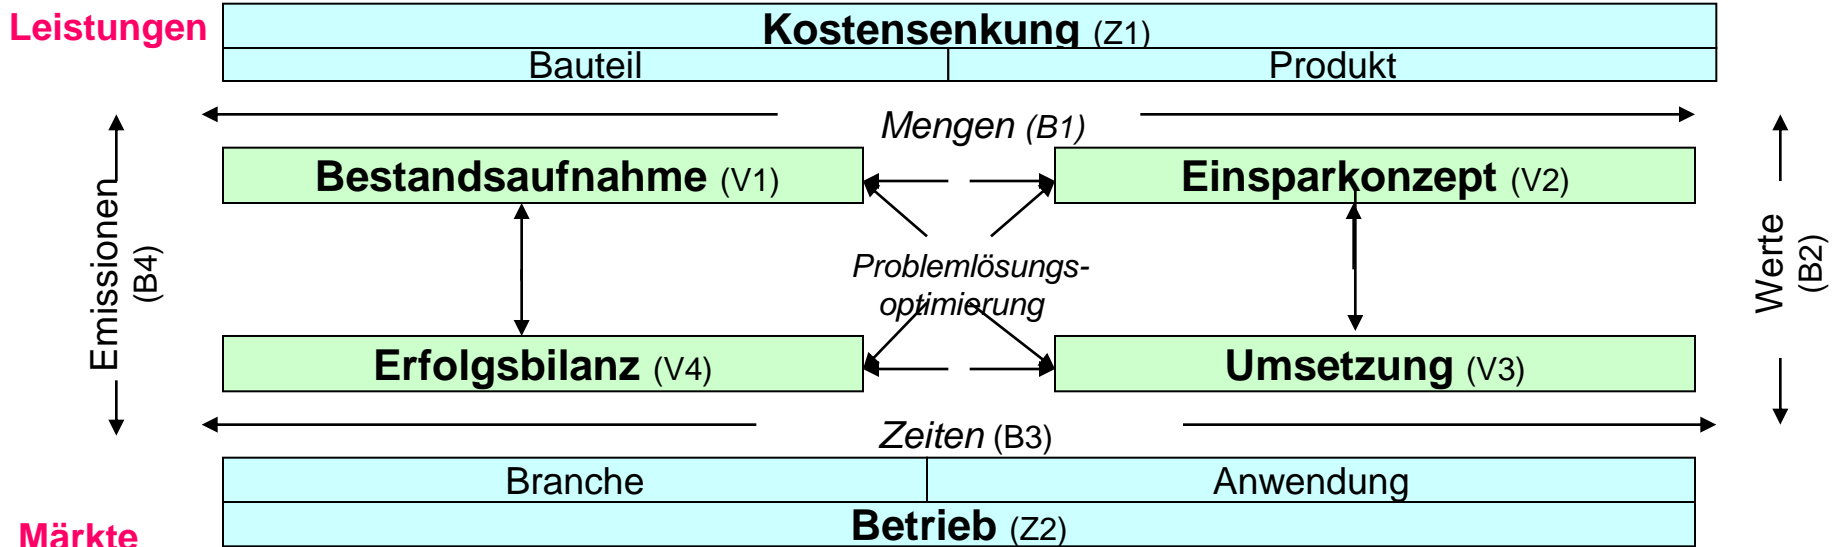 Leistungen
Kostensenkung (Z1)
Bauteil
Produkt
Mengen (B1)
Bestandsaufnahme (V1)
Einsparkonzept (V2)
Emissionen
(B4)
Problemlösungs-
optimierung
Werte
(B2)
Erfolgsbilanz (V4)
Umsetzung (V3)
Zeiten (B3)
Branche
Anwendung
Betrieb (Z2)
Märkte